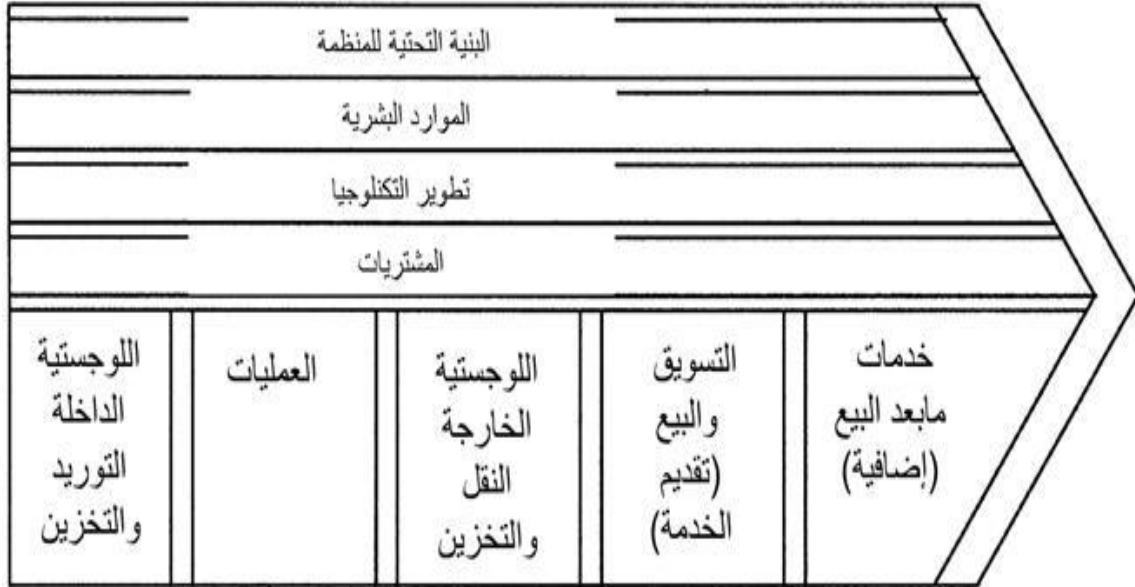 البنية التحتية للمنظمة
الموارد البشرية
تطوير التكنلوجيا
المشتريات
اللوجستية
الداخلة
التوريد
والتخزين
العمليات
اللوجستية
الخارجة
النقل
والتخزين
التسويق
والبيع
(تقديم
الخدمة)
خدمات
مابعد البيع
(إضافية)